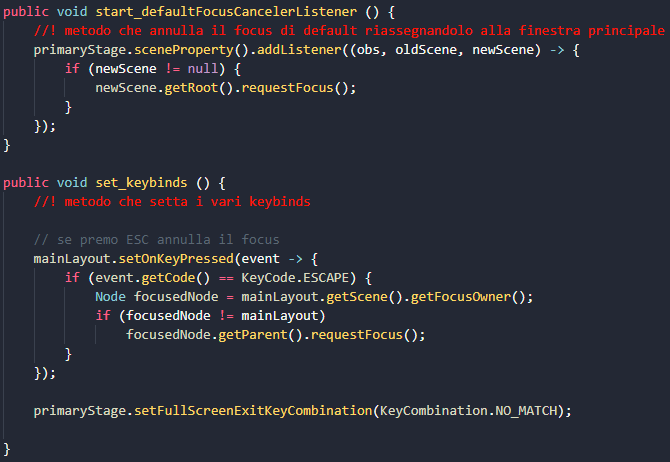 public void start_defaultFocusCancelerListener () {
    //! metodo che annulla il focus di default riassegnandolo alla finestra principale
    primaryStage.sceneProperty().addListener((obs, oldScene, newScene) -> {
        if (newScene != null) {
            newScene.getRoot().requestFocus();
        }
    });
}

public void set_keybinds () {
    //! metodo che setta i vari keybinds

    // se premo ESC annulla il focus
    mainLayout.setOnKeyPressed(event -> {
        if (event.getCode() == KeyCode.ESCAPE) {
            Node focusedNode = mainLayout.getScene().getFocusOwner();
            if (focusedNode != mainLayout)
                focusedNode.getParent().requestFocus();
        }
    });

    primaryStage.setFullScreenExitKeyCombination(KeyCombination.NO_MATCH);

}